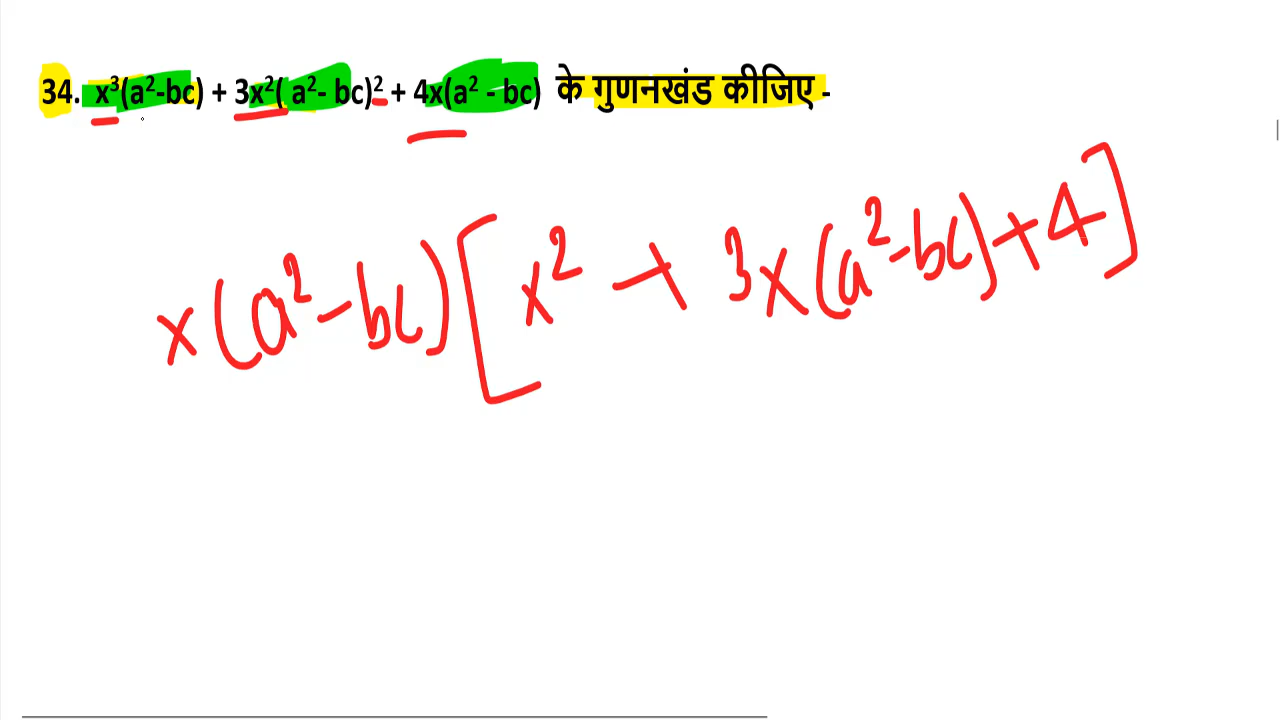 34. x³(a²-bc) + 3x²( a²- bc)² + 4x(a² - bc) के गुणनखंड कीजिए -
x(a²-bc)[x² + 3x(a²-bc)+4]